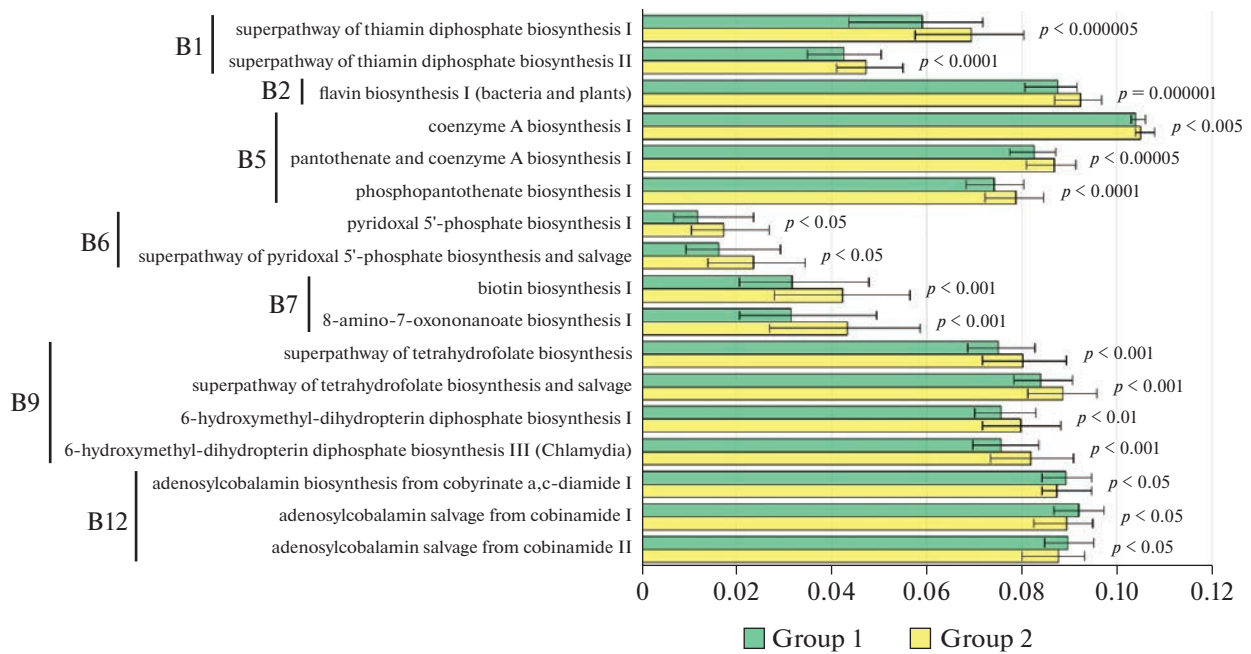 B1
superpathway of thiamin diphosphate biosynthesis I
p < 0.000005
superpathway of thiamin diphosphate biosynthesis II
p < 0.0001
B2
flavin biosynthesis I (bacteria and plants)
p = 0.000001
B5
coenzyme A biosynthesis I
p < 0.005
pantothenate and coenzyme A biosynthesis I
p < 0.00005
phosphopantothenate biosynthesis I
p < 0.0001
B6
pyridoxal 5'-phosphate biosynthesis I
p < 0.05
superpathway of pyridoxal 5'-phosphate biosynthesis and salvage
p < 0.05
B7
biotin biosynthesis I
p < 0.001
8-amino-7-oxononanoate biosynthesis I
p < 0.001
B9
superpathway of tetrahydrofolate biosynthesis
p < 0.001
superpathway of tetrahydrofolate biosynthesis and salvage
p < 0.001
6-hydroxymethyl-dihydropterin diphosphate biosynthesis I
p < 0.01
6-hydroxymethyl-dihydropterin diphosphate biosynthesis III (Chlamydia)
p < 0.001
B12
adenosylcobalamin biosynthesis from cobyrinate a,c-diamide I
p < 0.05
adenosylcobalamin salvage from cobinamide I
p < 0.05
adenosylcobalamin salvage from cobinamide II
p < 0.05
0 0.02 0.04 0.06 0.08 0.10 0.12
Group 1 Group 2